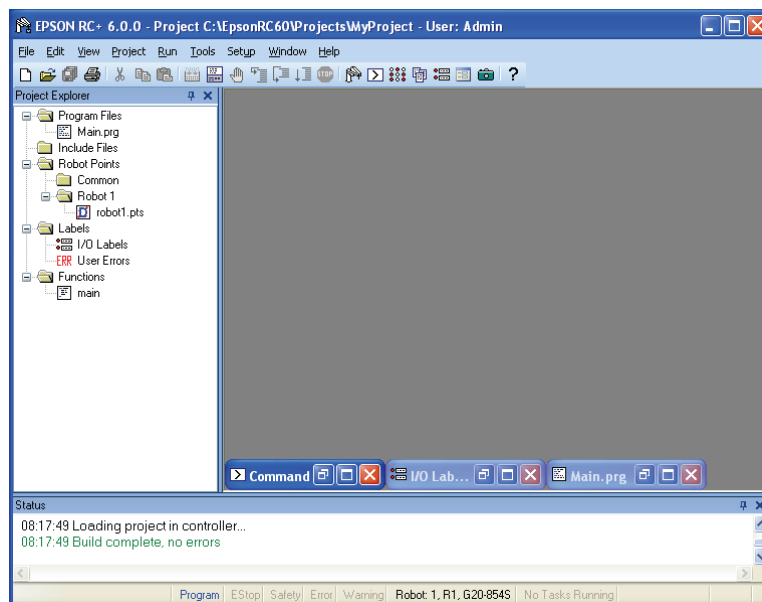 EPSON RC+ 6.0.0 - Project C:\EpsonRC60\Projects\MyProject - User: Admin
File Edit View Project Run Tools Setup Window Help
Project Explorer
Program Files
Main.prg
Include Files
Robot Points
Common
Robot 1
robot1.pts
Labels
I/O Labels
ERR User Errors
Functions
main
Command
I/O Lab...
Main.prg
Status
08:17:49 Loading project in controller...
08:17:49 Build complete, no errors
Program EStop Safety Error Warning Robot: 1, R1, G20-854S No Tasks Running